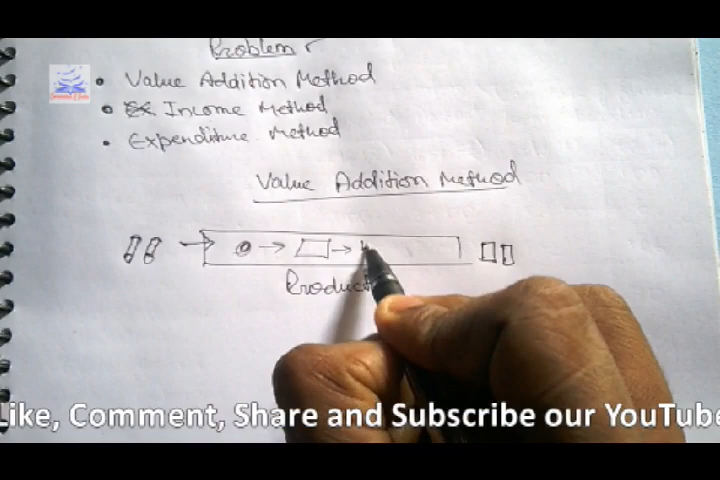 Problem
• Value Addition Method
• Income Method
• Expenditure Method
Value Addition Method
Product
Like, Comment, Share and Subscribe our YouTube